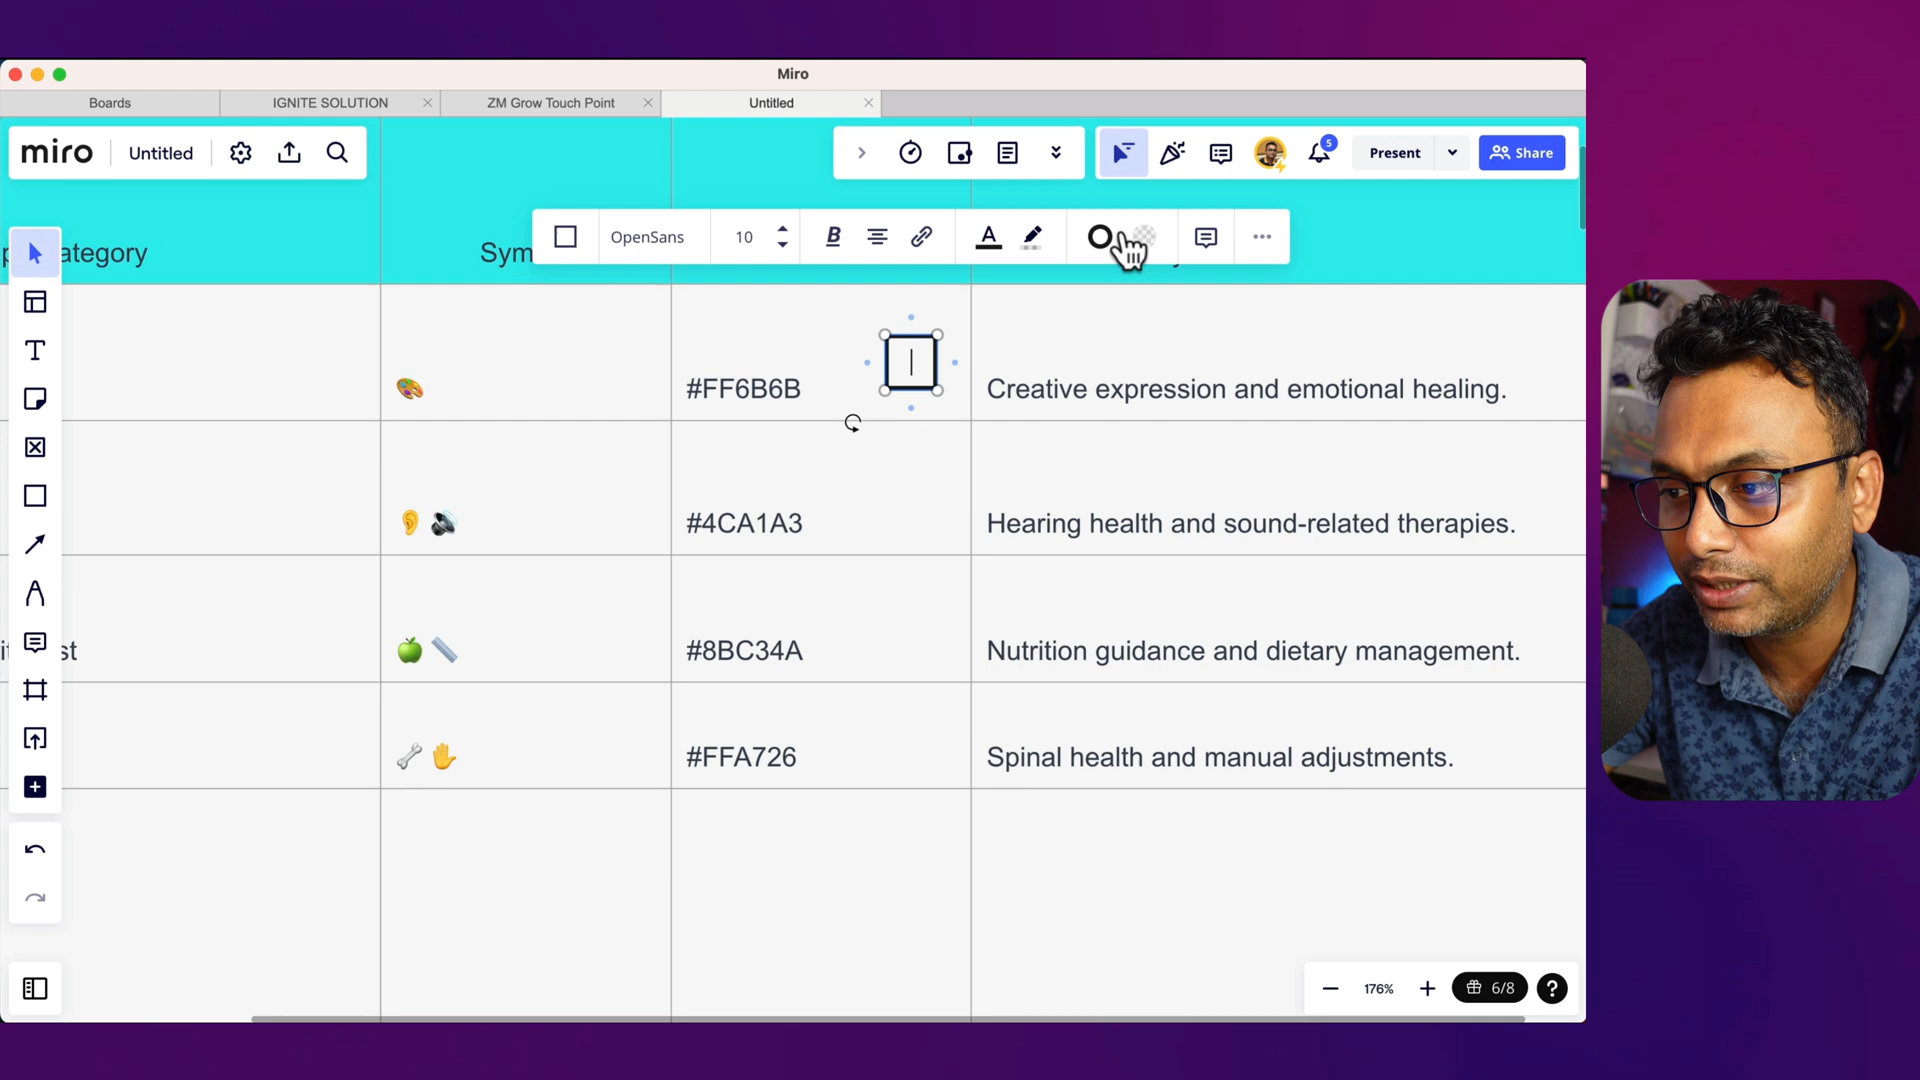 Miro
Boards
IGNITE SOLUTION
ZM Grow Touch Point
Untitled
miro
Untitled
5
Present
Share
ategory
Sym
OpenSans
10
B
A
#FF6B6B
Creative expression and emotional healing.
#4CA1A3
Hearing health and sound-related therapies.
st
#8BC34A
Nutrition guidance and dietary management.
#FFA726
Spinal health and manual adjustments.
176%
6/8
?